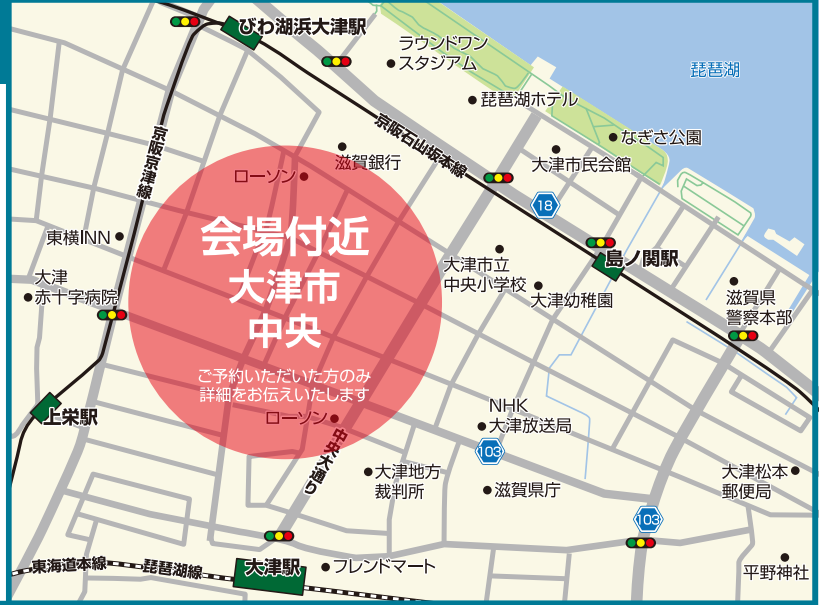 びわ湖浜大津駅
ラウンドワン
スタジアム
琵琶湖
琵琶湖ホテル
なぎさ公園
京阪京津線
京阪石山坂本線
滋賀銀行
大津市民会館
ローソン
18
会場付近
大津市
中央
ご予約いただいた方のみ
詳細をお伝えいたします
東横INN
大津
赤十字病院
大津市立
中央小学校
島ノ関駅
大津幼稚園
滋賀県
警察本部
上栄駅
ローソン
中央大通り
NHK
大津放送局
103
大津地方
裁判所
滋賀県庁
大津松本
郵便局
103
東海道本線
琵琶湖線
大津駅
フレンドマート
平野神社